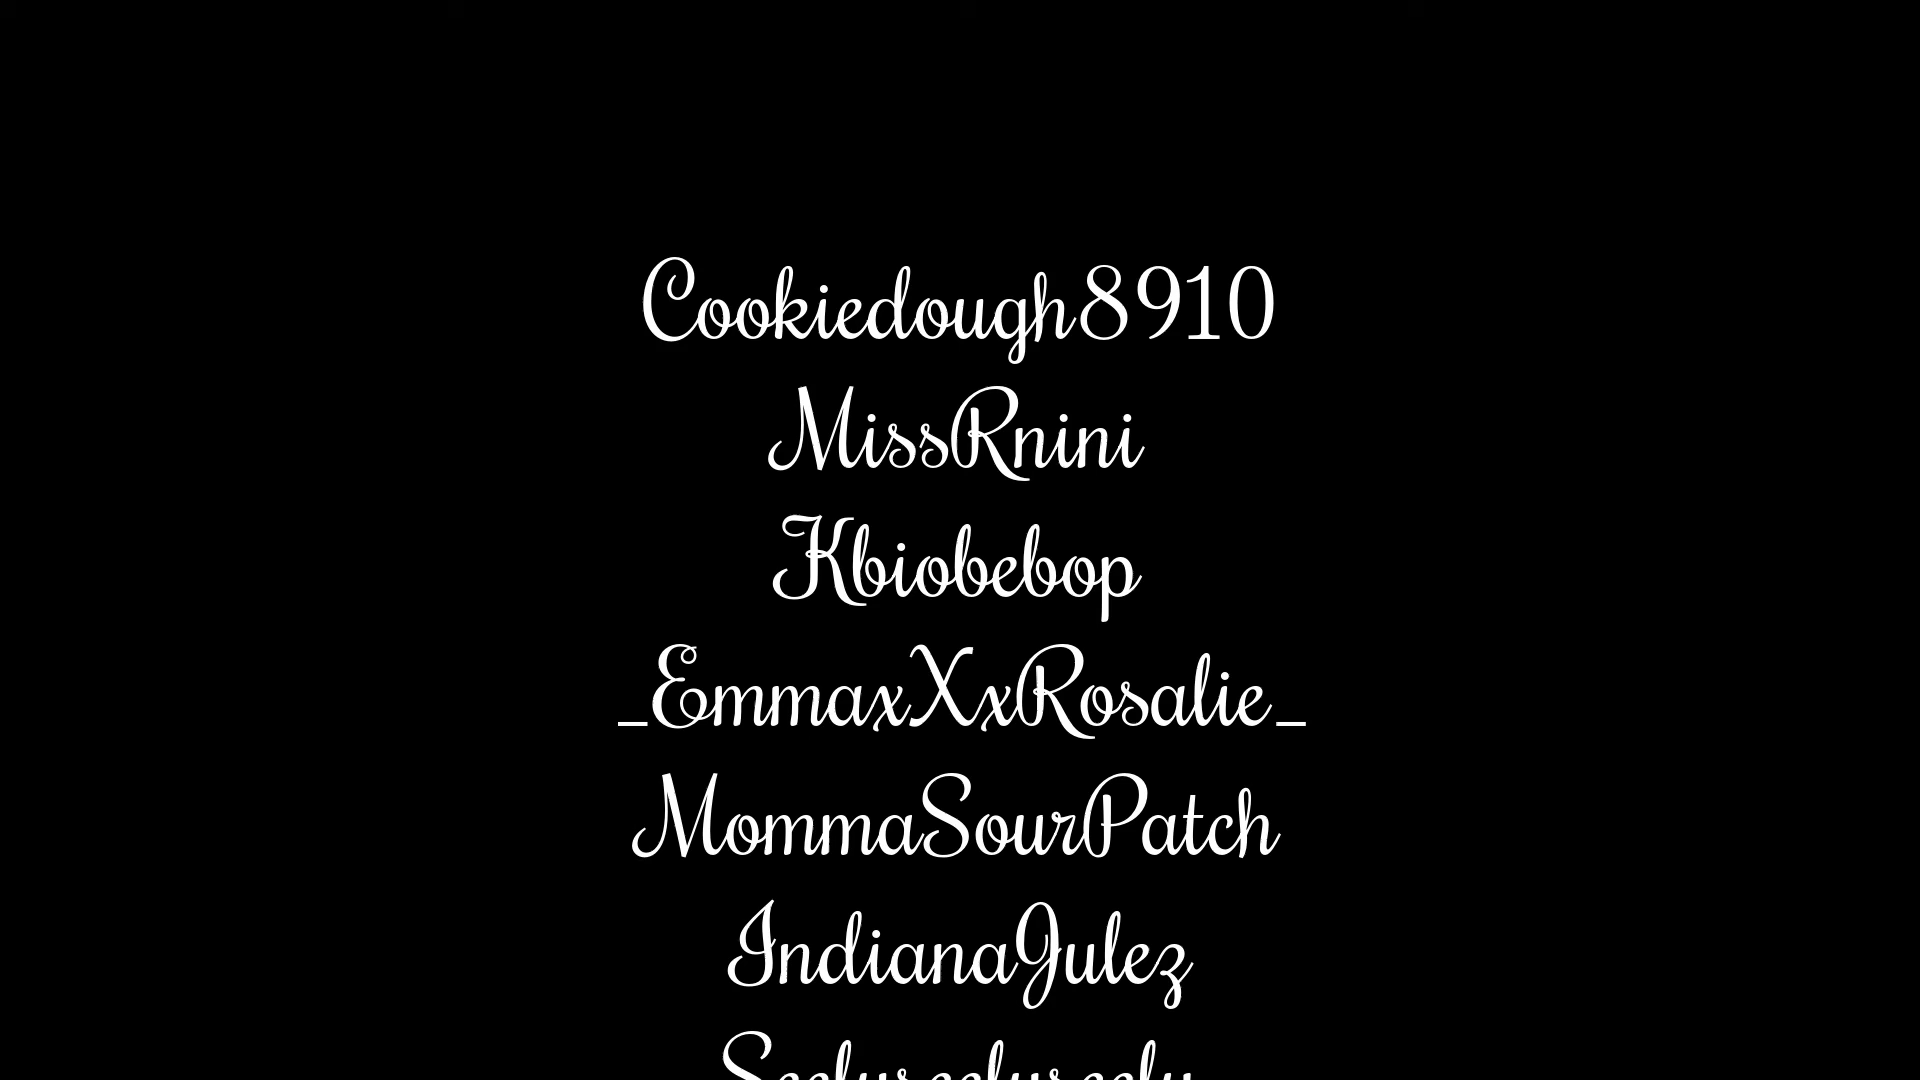 Cookiedough8910
MissRnini
Kbiobebop
_EmmaxXxRosalie_
MommaSourPatch
IndianaJulez